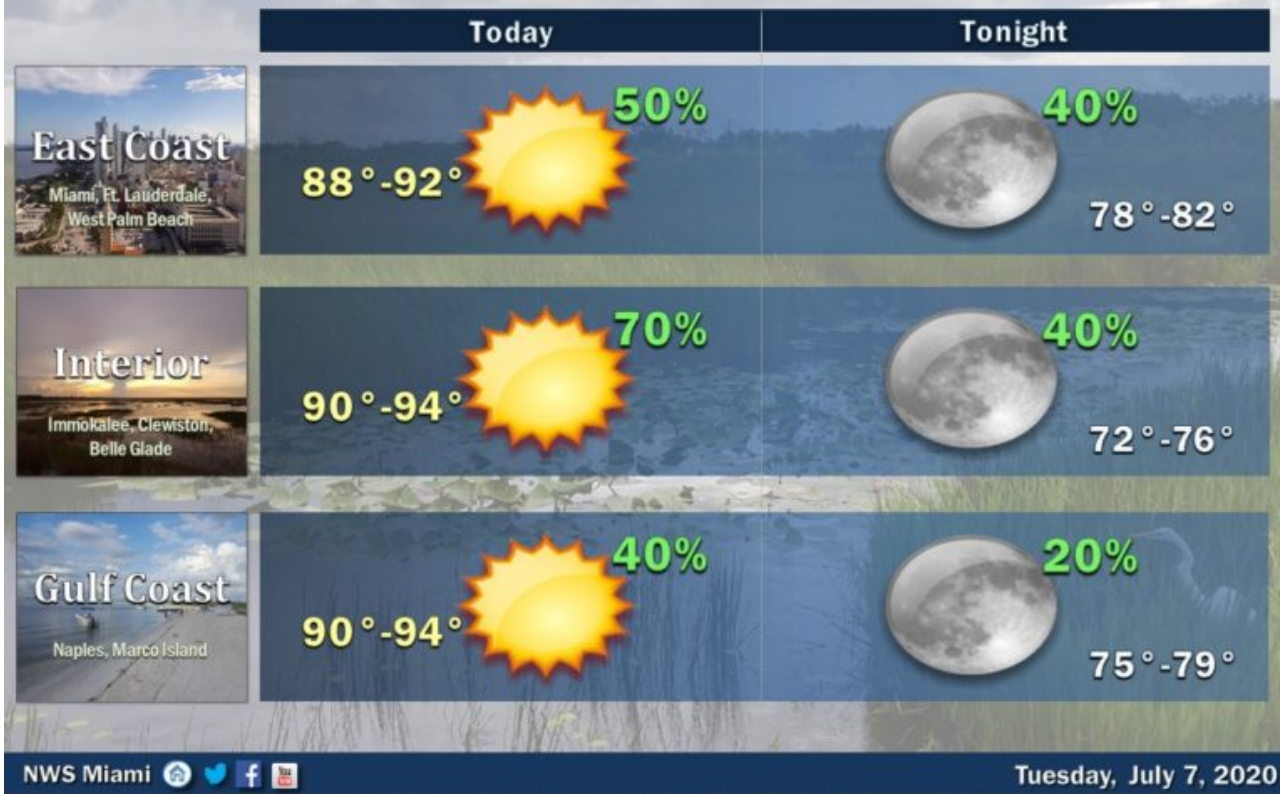 Today Tonight
East Coast
Miami, Ft. Lauderdale,
West Palm Beach
88°-92° 50% 40% 78°-82°
Interior
Immokalee, Clewiston,
Belle Glade
90°-94° 70% 40% 72°-76°
Gulf Coast
Naples, Marco Island
90°-94° 40% 20% 75°-79°
NWS Miami Tuesday, July 7, 2020